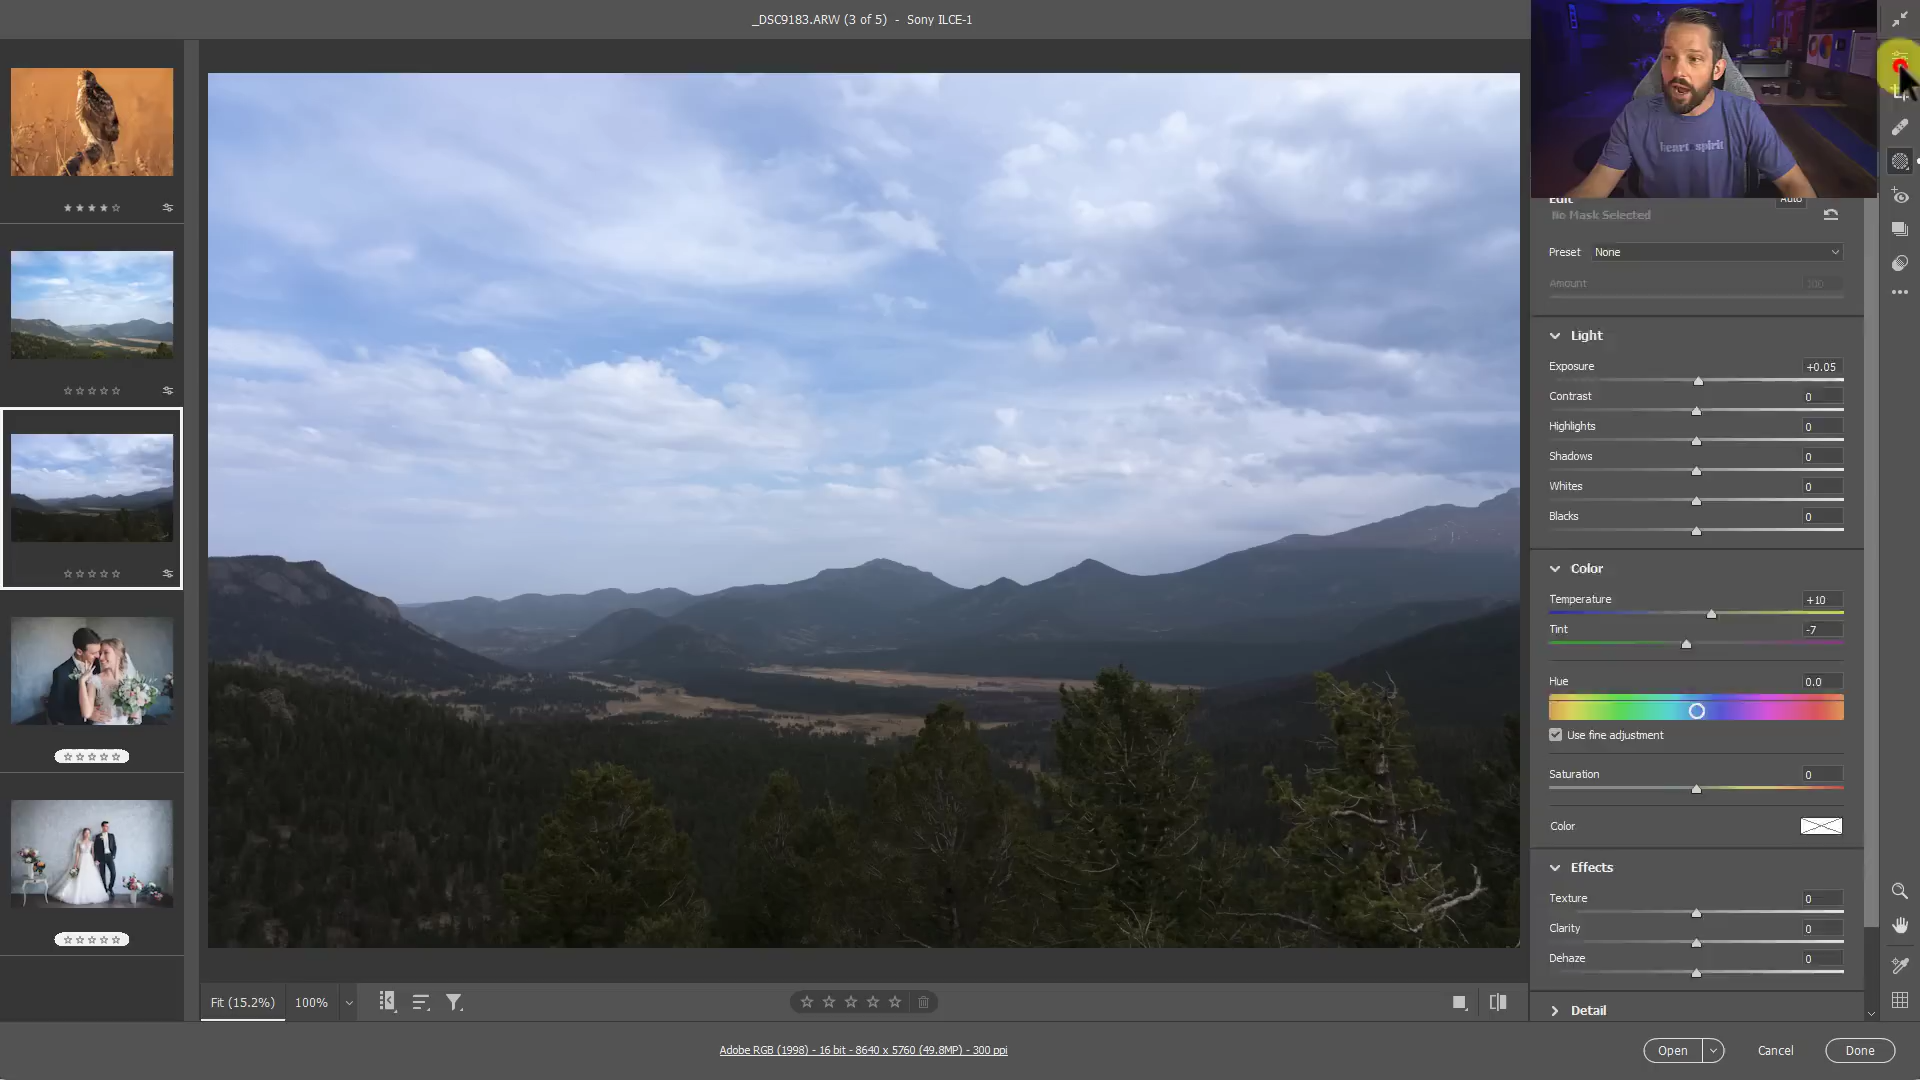 _DSC9183.ARW (3 of 5) - Sony ILCE-1
heart spirit
Edit
Auto
No Mask Selected
Preset None
Amount 100
Light
Exposure +0.05
Contrast 0
Highlights 0
Shadows 0
Whites 0
Blacks 0
Color
Temperature +10
Tint -7
Hue 0.0
Use fine adjustment
Saturation 0
Color
Effects
Texture 0
Clarity 0
Dehaze 0
Detail
Fit (15.2%) 100%
Adobe RGB (1998) - 16 bit - 8640 x 5760 (49.8MP) - 300 ppi
Open Cancel Done